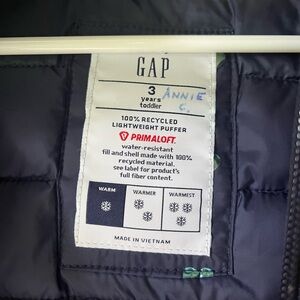 GAP
3
years
toddler
ANNIE
C.
100% RECYCLED
LIGHTWEIGHT PUFFER
PRIMALOFT.
water-resistant
fill and shell made with 100%
recycled material.
see label for product's
full fiber content.
WARM
WARMER
WARMEST
MADE IN VIETNAM